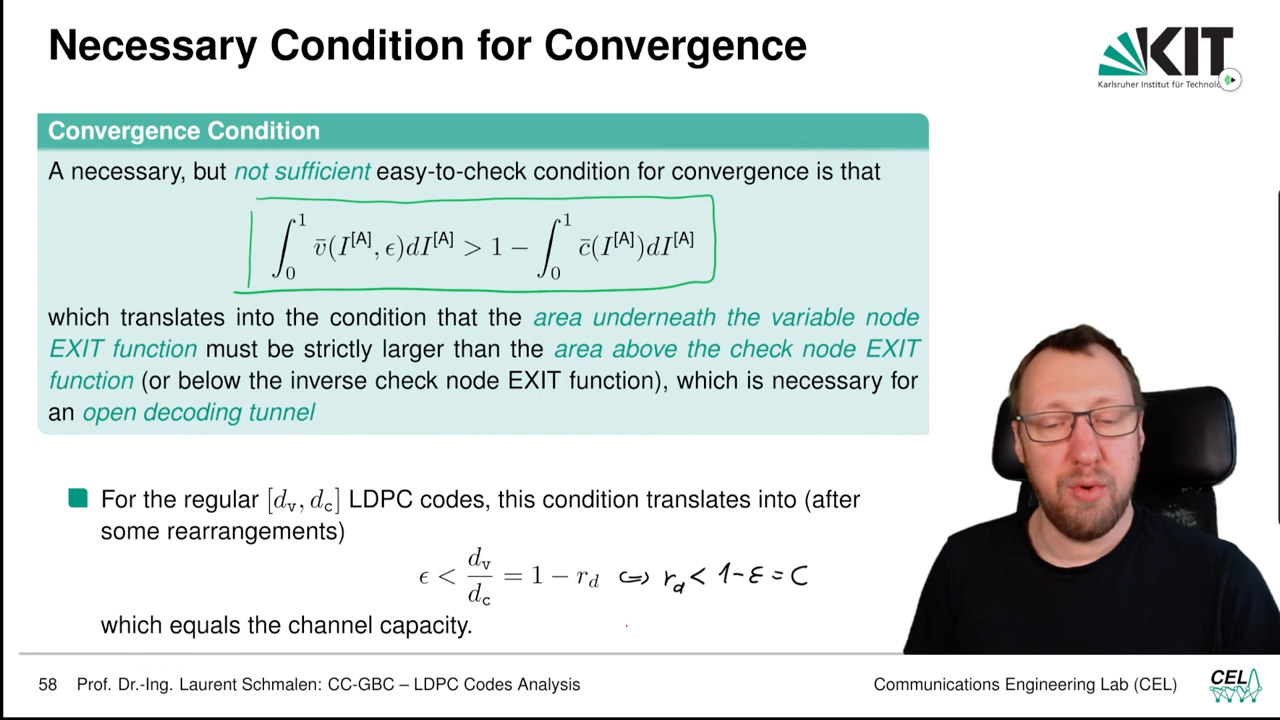 Necessary Condition for Convergence
KIT
Karlsruher Institut für Technolo
Convergence Condition
A necessary, but not sufficient easy-to-check condition for convergence is that
∫₀¹ v̄(I^[A], ϵ)dI^[A] > 1 − ∫₀¹ c̄(I^[A])dI^[A]
which translates into the condition that the area underneath the variable node
EXIT function must be strictly larger than the area above the check node EXIT
function (or below the inverse check node EXIT function), which is necessary for
an open decoding tunnel
For the regular [d_v, d_c] LDPC codes, this condition translates into (after
some rearrangements)
ϵ < d_v/d_c = 1 − r_d ⇔ r_d < 1-ε = C
which equals the channel capacity.
58 Prof. Dr.-Ing. Laurent Schmalen: CC-GBC – LDPC Codes Analysis
Communications Engineering Lab (CEL)
CEL